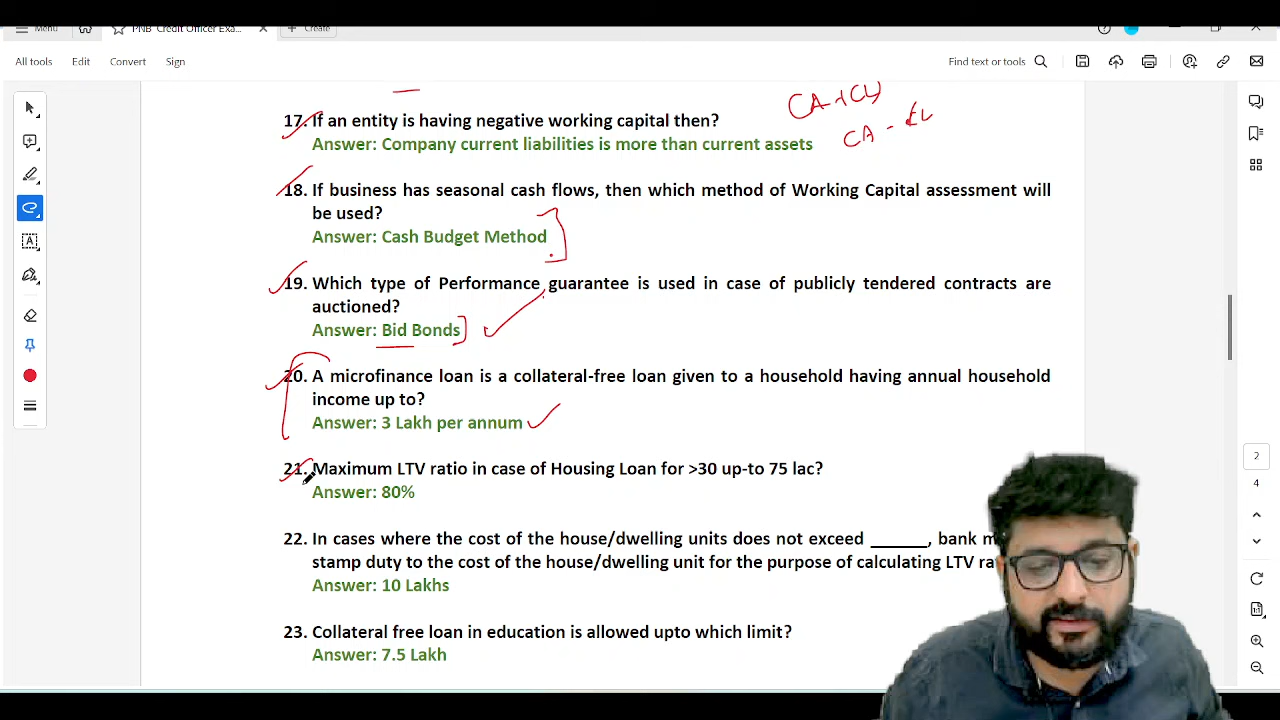 Menu
PNB Credit Officer Exa...
Create
All tools
Edit
Convert
Sign
Find text or tools
CA + CL
CA - CL
17. If an entity is having negative working capital then?
Answer: Company current liabilities is more than current assets
18. If business has seasonal cash flows, then which method of Working Capital assessment will
be used?
Answer: Cash Budget Method
19. Which type of Performance guarantee is used in case of publicly tendered contracts are
auctioned?
Answer: Bid Bonds
20. A microfinance loan is a collateral-free loan given to a household having annual household
income up to?
Answer: 3 Lakh per annum
21. Maximum LTV ratio in case of Housing Loan for >30 up-to 75 lac?
Answer: 80%
22. In cases where the cost of the house/dwelling units does not exceed ______, bank
stamp duty to the cost of the house/dwelling unit for the purpose of calculating LTV
Answer: 10 Lakhs
23. Collateral free loan in education is allowed upto which limit?
Answer: 7.5 Lakh
2
4